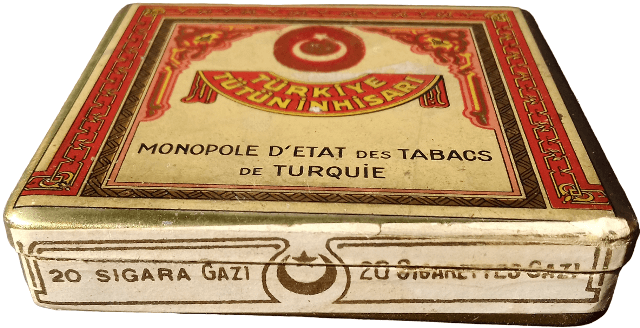 TÜRKİYE
TÜTÜN İNHİSARI
MONOPOLE D'ETAT DES TABACS
DE TURQUIE
20 SIGARA GAZI
20 SIGARETTES GAZI